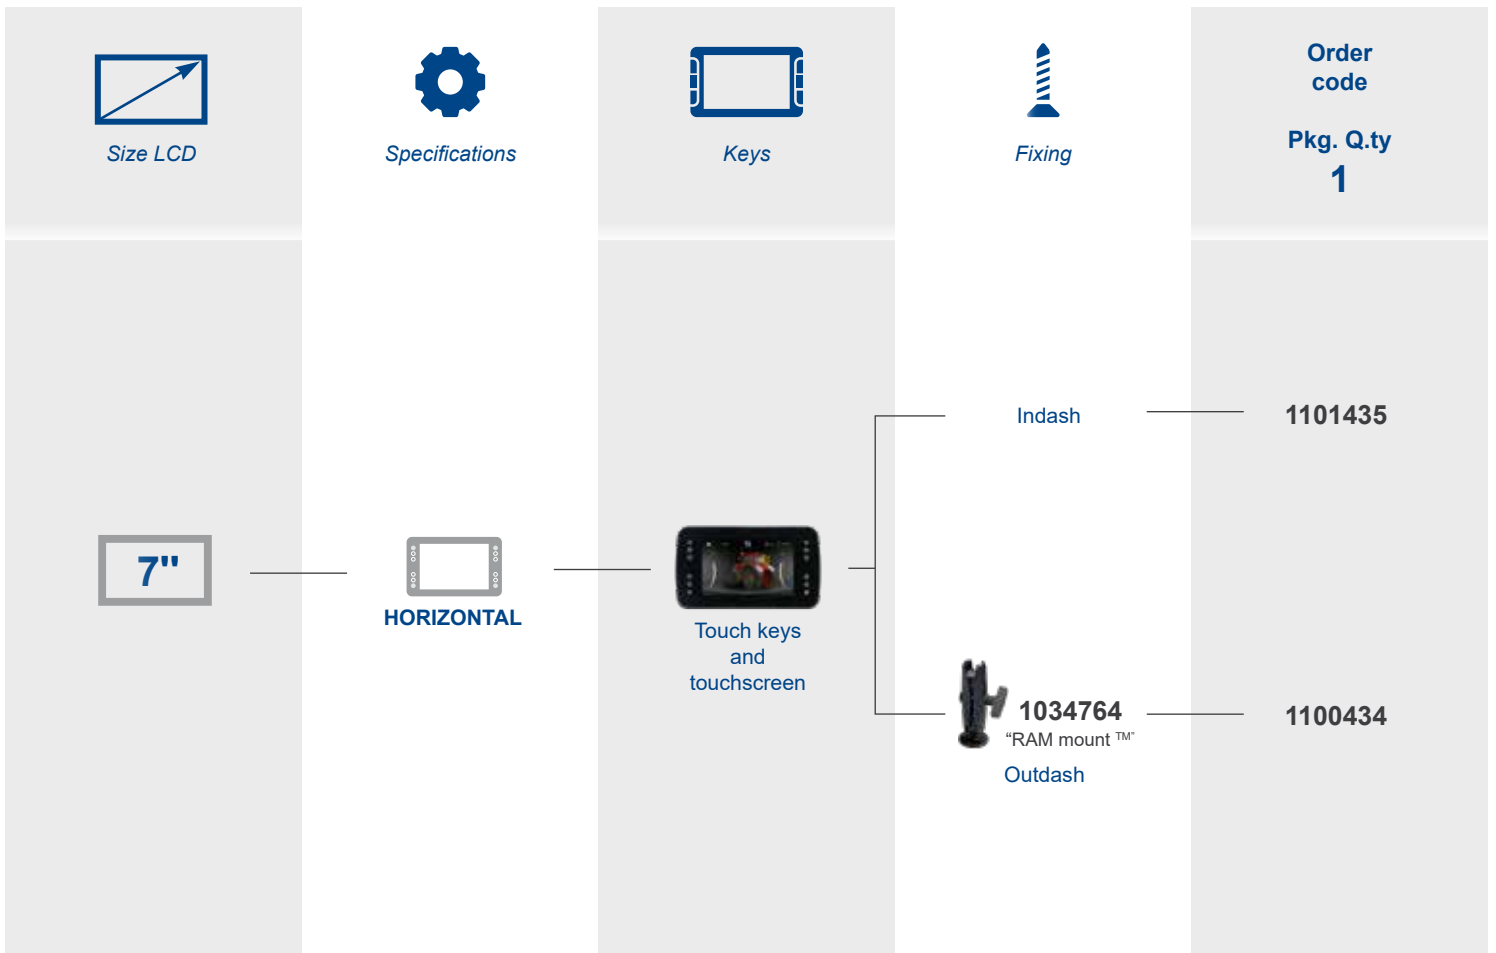 Size LCD
Specifications
Keys
Fixing
Order
code
Pkg. Q.ty
1
7"
HORIZONTAL
Touch keys
and
touchscreen
Indash
1101435
1034764
“RAM mount ™”
Outdash
1100434